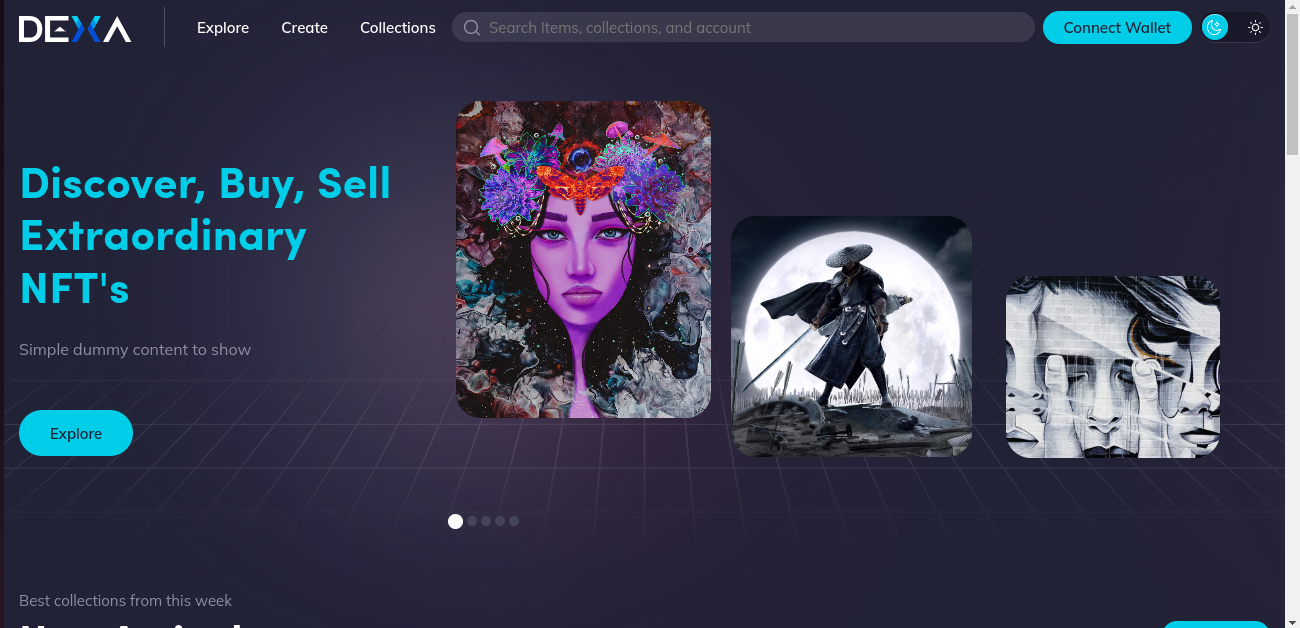 DEXA
Explore
Create
Collections
Search Items, collections, and account
Connect Wallet
Discover, Buy, Sell
Extraordinary
NFT's
Simple dummy content to show
Explore
Best collections from this week